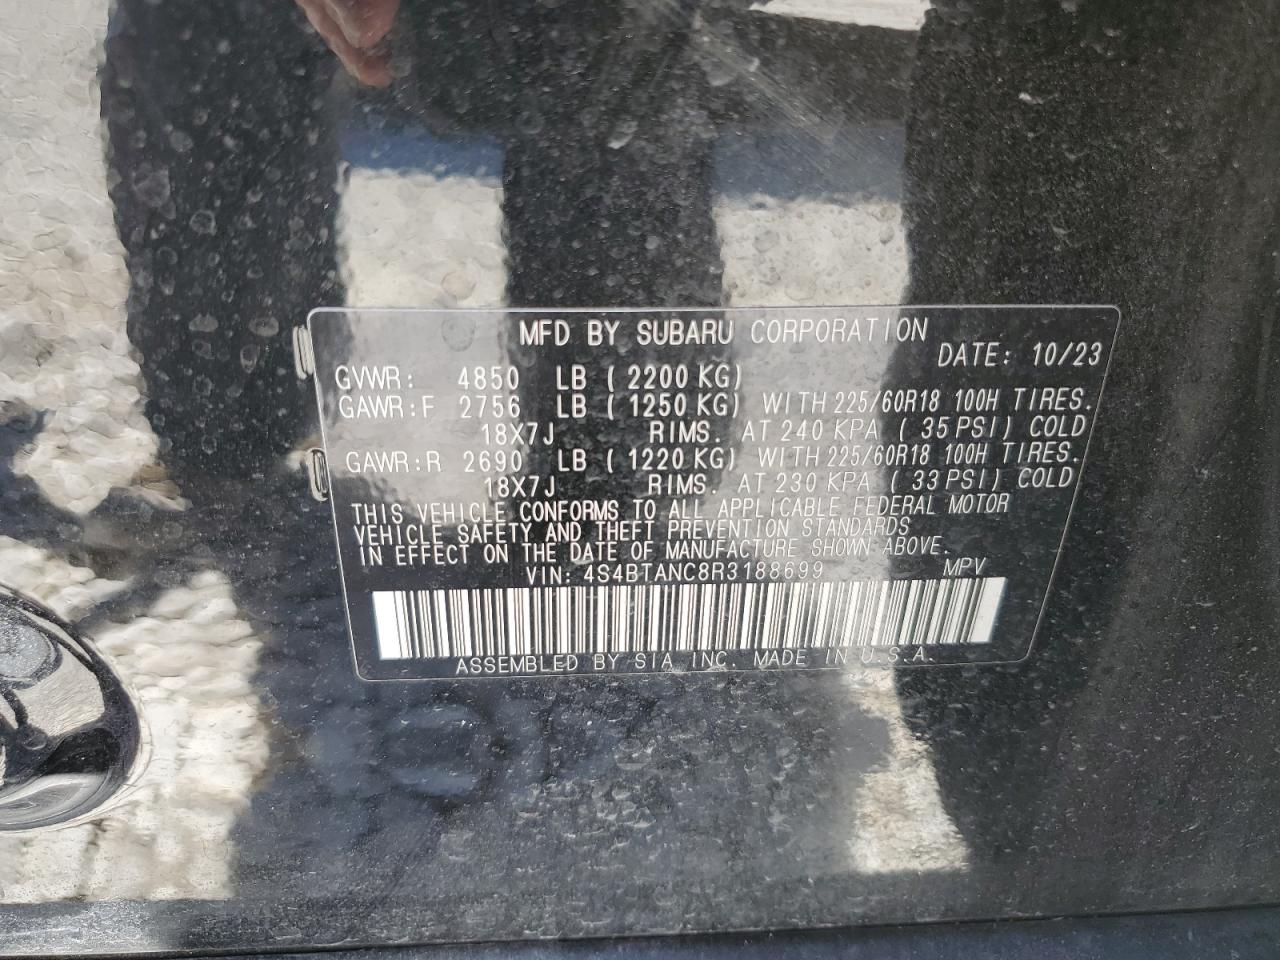 MFD BY SUBARU CORPORATION
DATE: 10/23
GVWR: 4850 LB ( 2200 KG)
GAWR:F 2756 LB ( 1250 KG) WITH 225/60R18 100H TIRES.
18X7J RIMS. AT 240 KPA ( 35 PSI) COLD
GAWR:R 2690 LB ( 1220 KG) WITH 225/60R18 100H TIRES.
18X7J RIMS. AT 230 KPA ( 33 PSI) COLD
THIS VEHICLE CONFORMS TO ALL APPLICABLE FEDERAL MOTOR
VEHICLE SAFETY AND THEFT PREVENTION STANDARDS
IN EFFECT ON THE DATE OF MANUFACTURE SHOWN ABOVE.
VIN: 4S4BTANC8R3188699 MPV
ASSEMBLED BY SIA INC. MADE IN U.S.A.